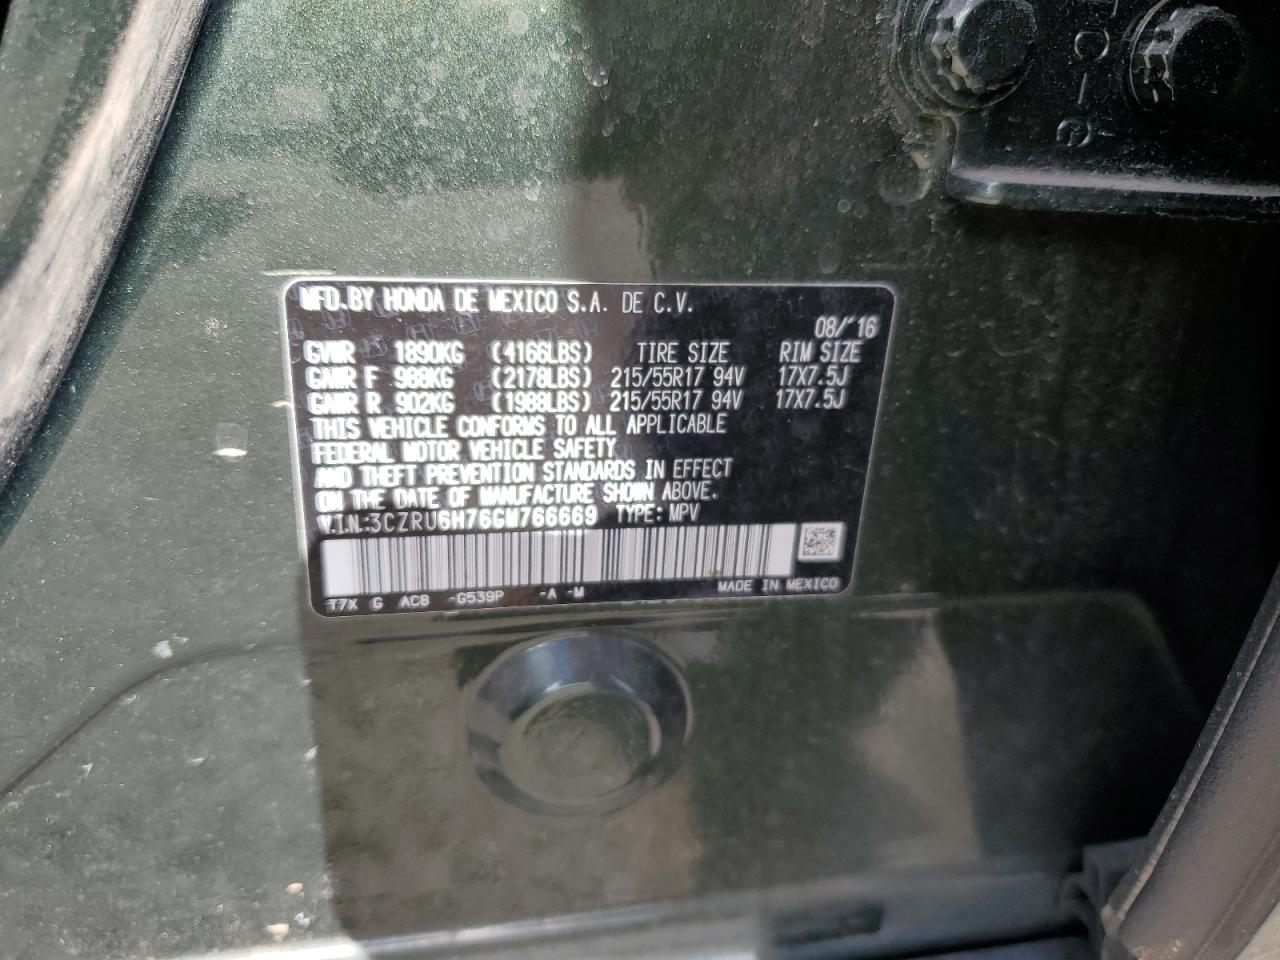 MFD.BY HONDA DE MEXICO S.A. DE C.V.
08/'16
GVWR 1890KG (4166LBS) TIRE SIZE RIM SIZE
GAWR F 988KG (2178LBS) 215/55R17 94V 17X7.5J
GAWR R 902KG (1988LBS) 215/55R17 94V 17X7.5J
THIS VEHICLE CONFORMS TO ALL APPLICABLE
FEDERAL MOTOR VEHICLE SAFETY
AND THEFT PREVENTION STANDARDS IN EFFECT
ON THE DATE OF MANUFACTURE SHOWN ABOVE.
V.I.N.:3CZRU6H76GM766669 TYPE: MPV
T7X G AC8 -G539P -A -M MADE IN MEXICO